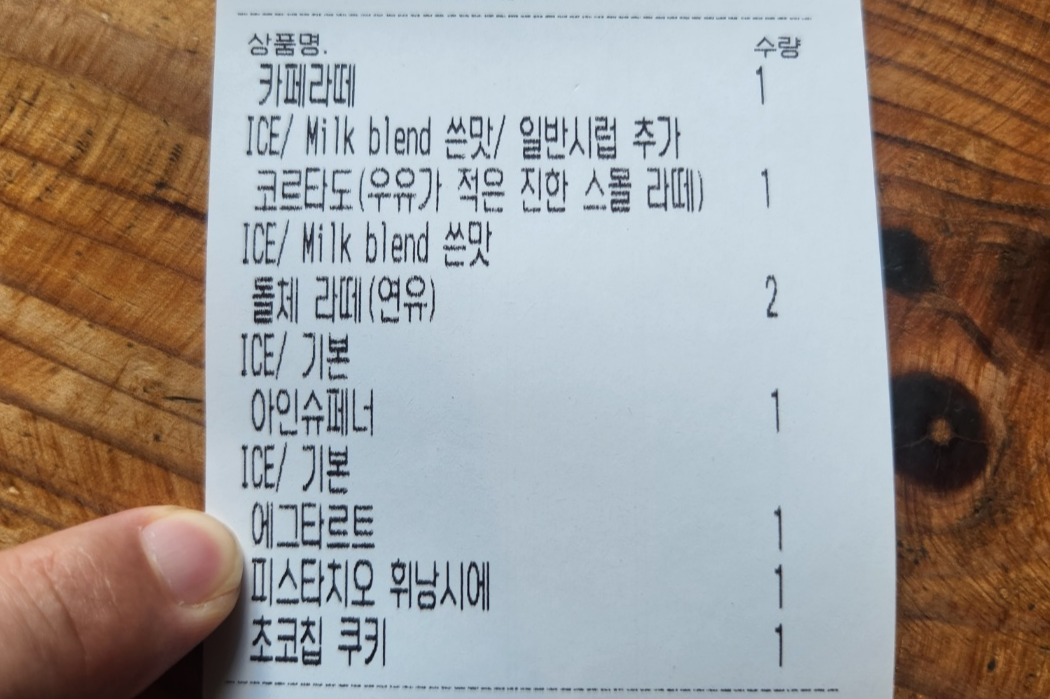 상품명. 수량
카페라떼 1
ICE/ Milk blend 쓴맛/ 일반시럽 추가
코르타도(우유가 적은 진한 스몰 라떼) 1
ICE/ Milk blend 쓴맛
돌체 라떼(연유) 2
ICE/ 기본
아인슈페너 1
ICE/ 기본
에그타르트 1
피스타치오 휘낭시에 1
초코칩 쿠키 1